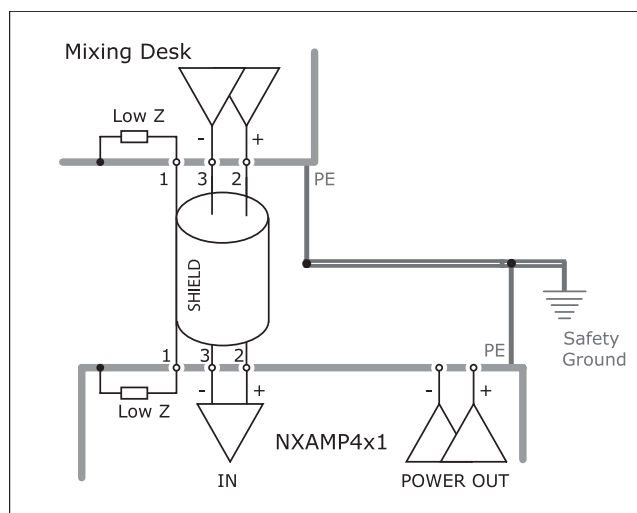 Mixing Desk
Low Z
- +
1 3 2
PE
SHIELD
Safety
Ground
1 3 2
PE
- +
- +
Low Z
NXAMP4x1
IN
POWER OUT